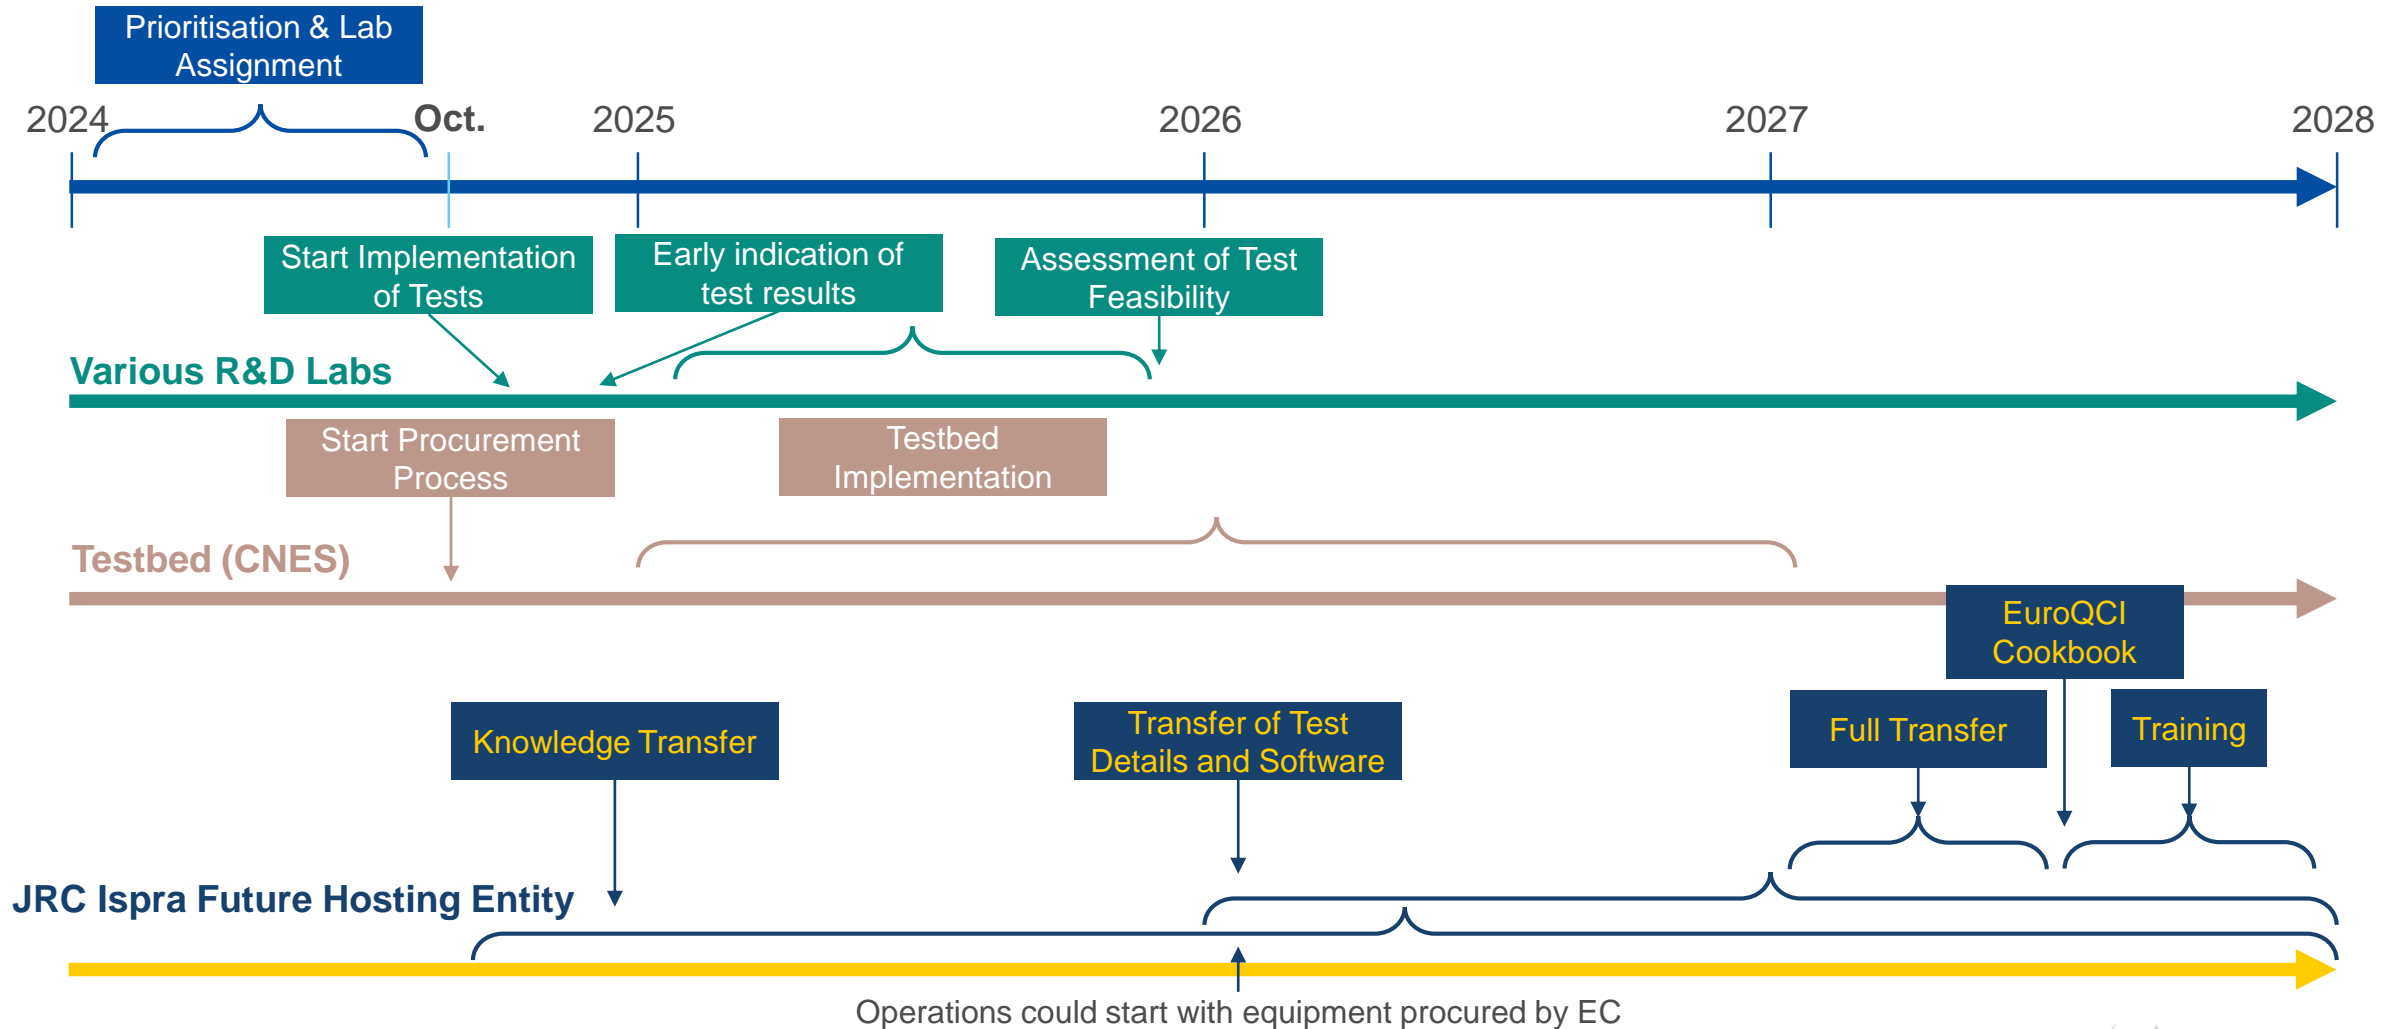 Prioritisation & Lab
Assignment
2024
Oct.
2025
2026
2027
2028
Start Implementation
of Tests
Early indication of
test results
Assessment of Test
Feasibility
Various R&D Labs
Start Procurement
Process
Testbed
Implementation
Testbed (CNES)
EuroQCI
Cookbook
Knowledge Transfer
Transfer of Test
Details and Software
Full Transfer
Training
JRC Ispra Future Hosting Entity
Operations could start with equipment procured by EC